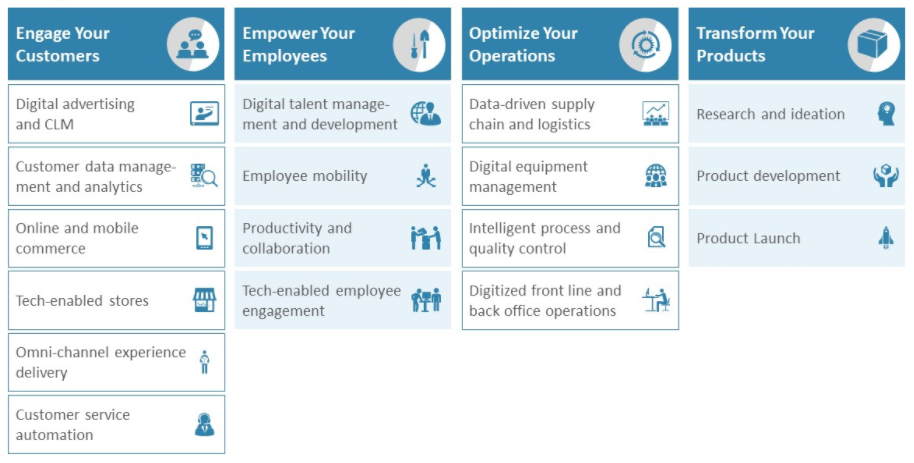 Engage Your
Customers
Digital advertising
and CLM
Customer data manage-
ment and analytics
Online and mobile
commerce
Tech-enabled stores
Omni-channel experience
delivery
Customer service
automation
Empower Your
Employees
Digital talent manage-
ment and development
Employee mobility
Productivity and
collaboration
Tech-enabled employee
engagement
Optimize Your
Operations
Data-driven supply
chain and logistics
Digital equipment
management
Intelligent process and
quality control
Digitized front line and
back office operations
Transform Your
Products
Research and ideation
Product development
Product Launch